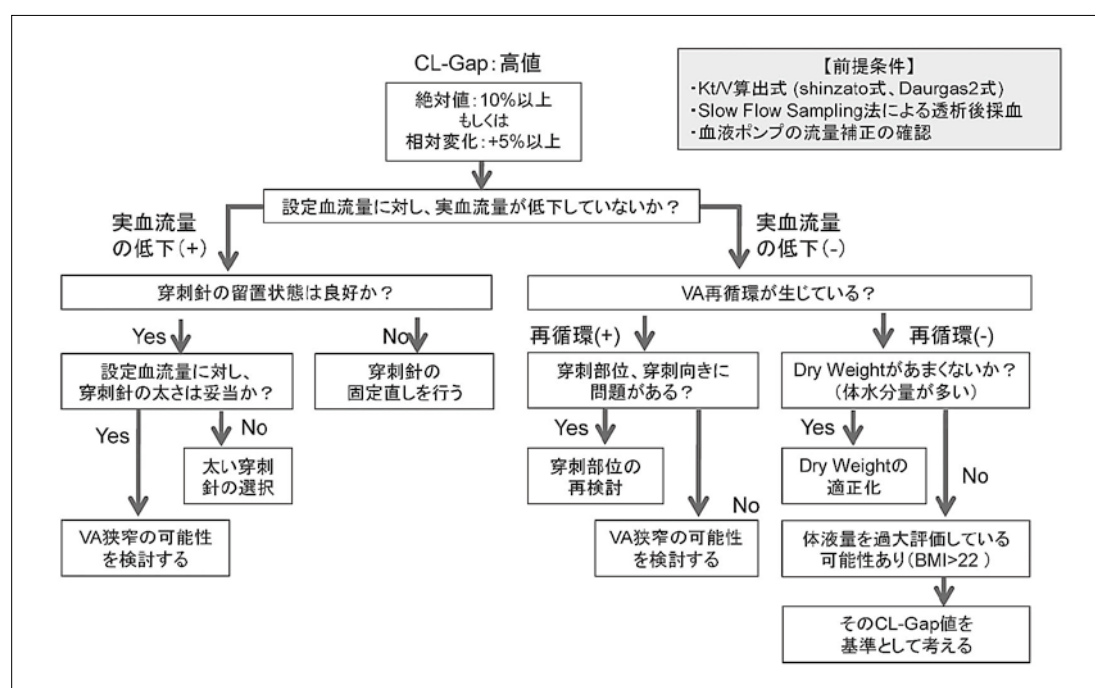 CL-Gap：高値
絶対値：10%以上
もしくは
相対変化：+5%以上
【前提条件】
・Kt/V算出式 (shinzato式、Daurgas2式)
・Slow Flow Sampling法による透析後採血
・血液ポンプの流量補正の確認
設定血流量に対し、実血流量が低下していないか？
実血流量
の低下(+)
実血流量
の低下(-)
穿刺針の留置状態は良好か？
VA再循環が生じている？
Yes
No
再循環(+)
再循環(-)
設定血流量に対し、
穿刺針の太さは妥当か？
穿刺針の
固定直しを行う
穿刺部位、穿刺向きに
問題がある？
Dry Weightがあまくないか？
（体水分量が多い）
Yes
No
Yes
Yes
太い穿刺
針の選択
穿刺部位の
再検討
Dry Weightの
適正化
No
No
VA狭窄の可能性
を検討する
VA狭窄の可能性
を検討する
体液量を過大評価している
可能性あり（BMI>22 ）
そのCL-Gap値を
基準として考える